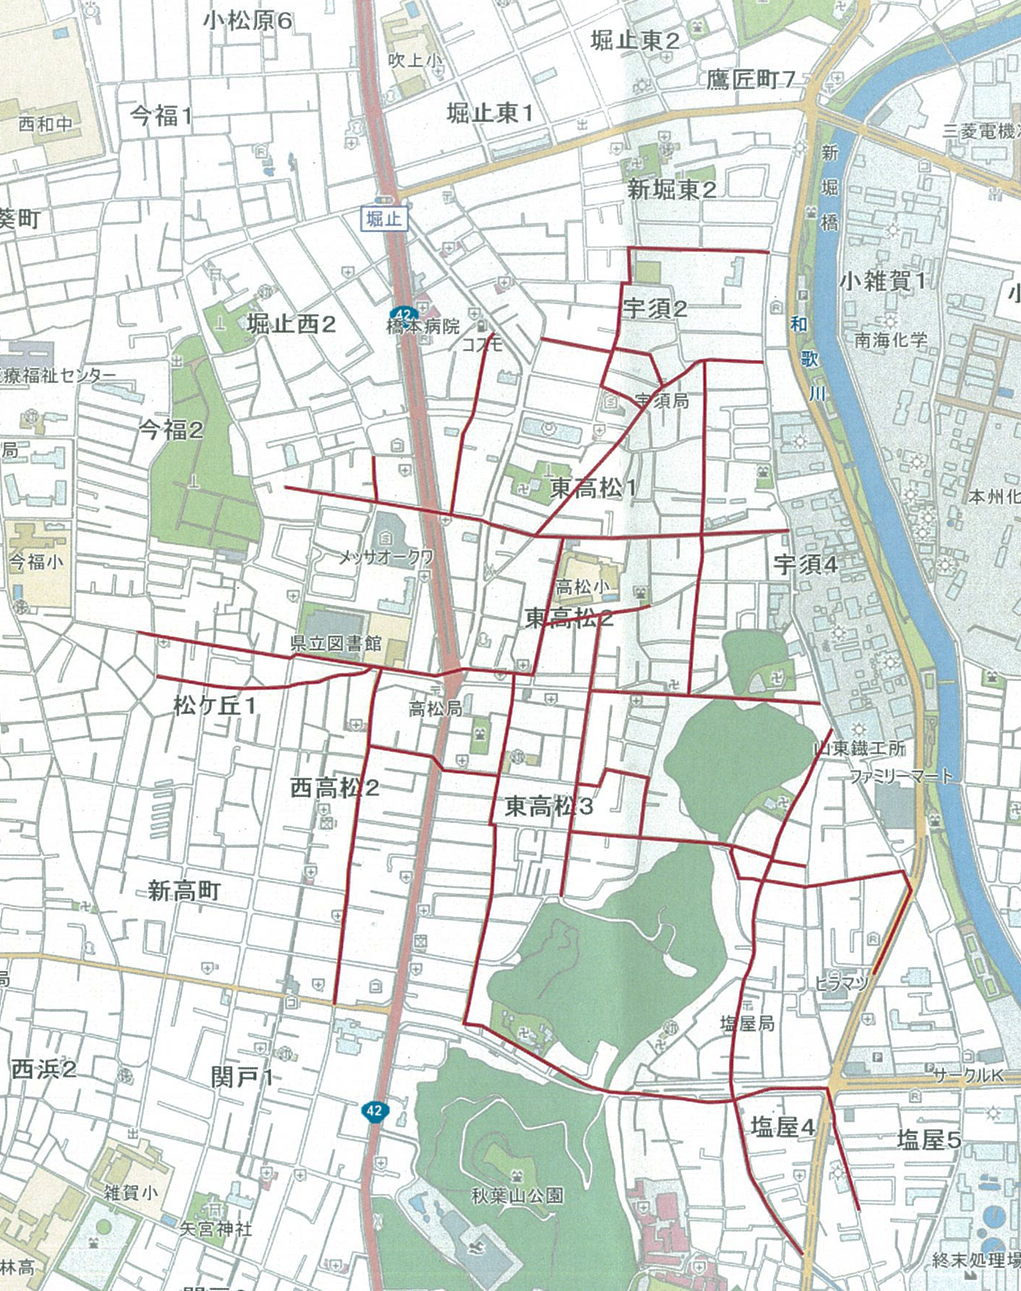 小松原6
堀止東2
吹上小
鷹匠町7
西和中
今福1
堀止東1
三菱電機
新堀橋
新堀東2
葵町
堀止
小雑賀1
宇須2
42
堀止西2
橋本病院
和歌川
コスモ
南海化学
療福祉センター
宇須局
今福2
局
東高松1
本州化
メッサオークワ
今福小
高松小
宇須4
東高松2
県立図書館
松ケ丘1
高松局
山東鐵工所
ファミリーマート
西高松2
東高松3
新高町
局
ヒラマツ
塩屋局
西浜2
関戸1
サークルK
42
塩屋4
塩屋5
雑賀小
秋葉山公園
矢宮神社
林高
終末処理場